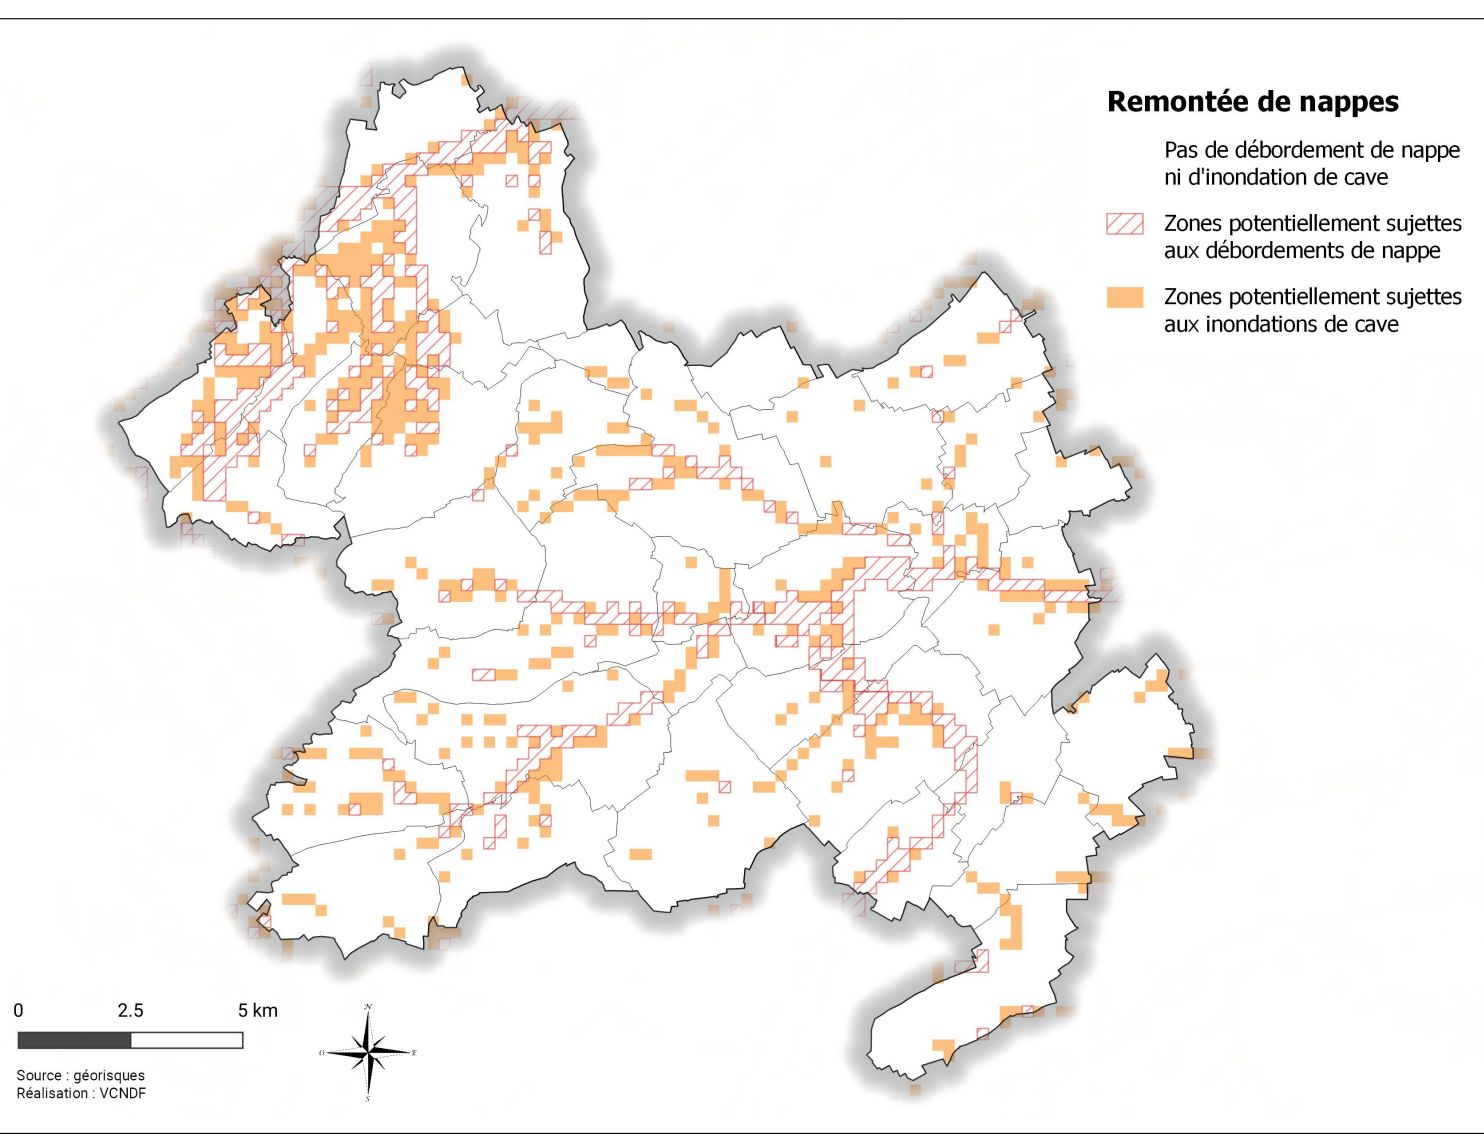 Remontée de nappes
Pas de débordement de nappe
ni d'inondation de cave
Zones potentiellement sujettes
aux débordements de nappe
Zones potentiellement sujettes
aux inondations de cave
0 2.5 5 km
N
O E
S
Source : géorisques
Réalisation : VCNDF